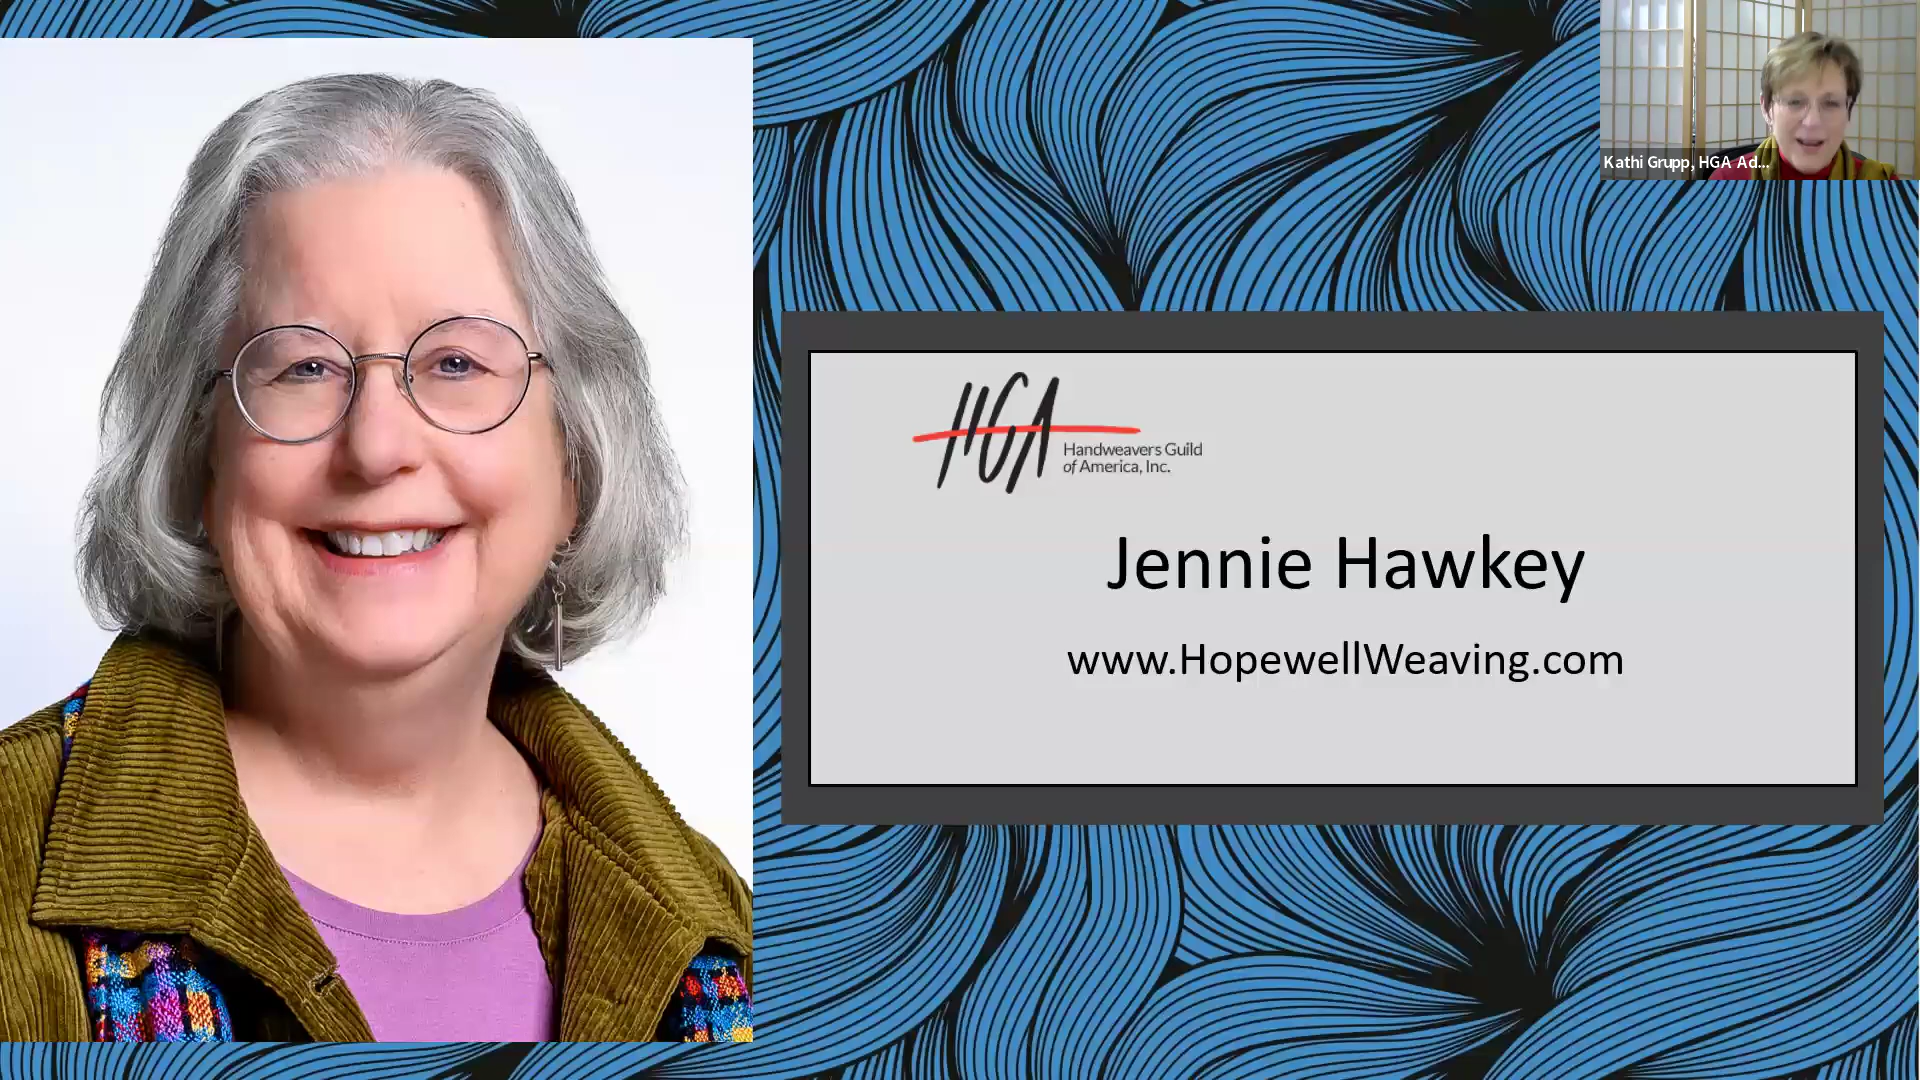 Kathi Grupp, HGA Ad...
HGA
Handweavers Guild
of America, Inc.
Jennie Hawkey
www.HopewellWeaving.com